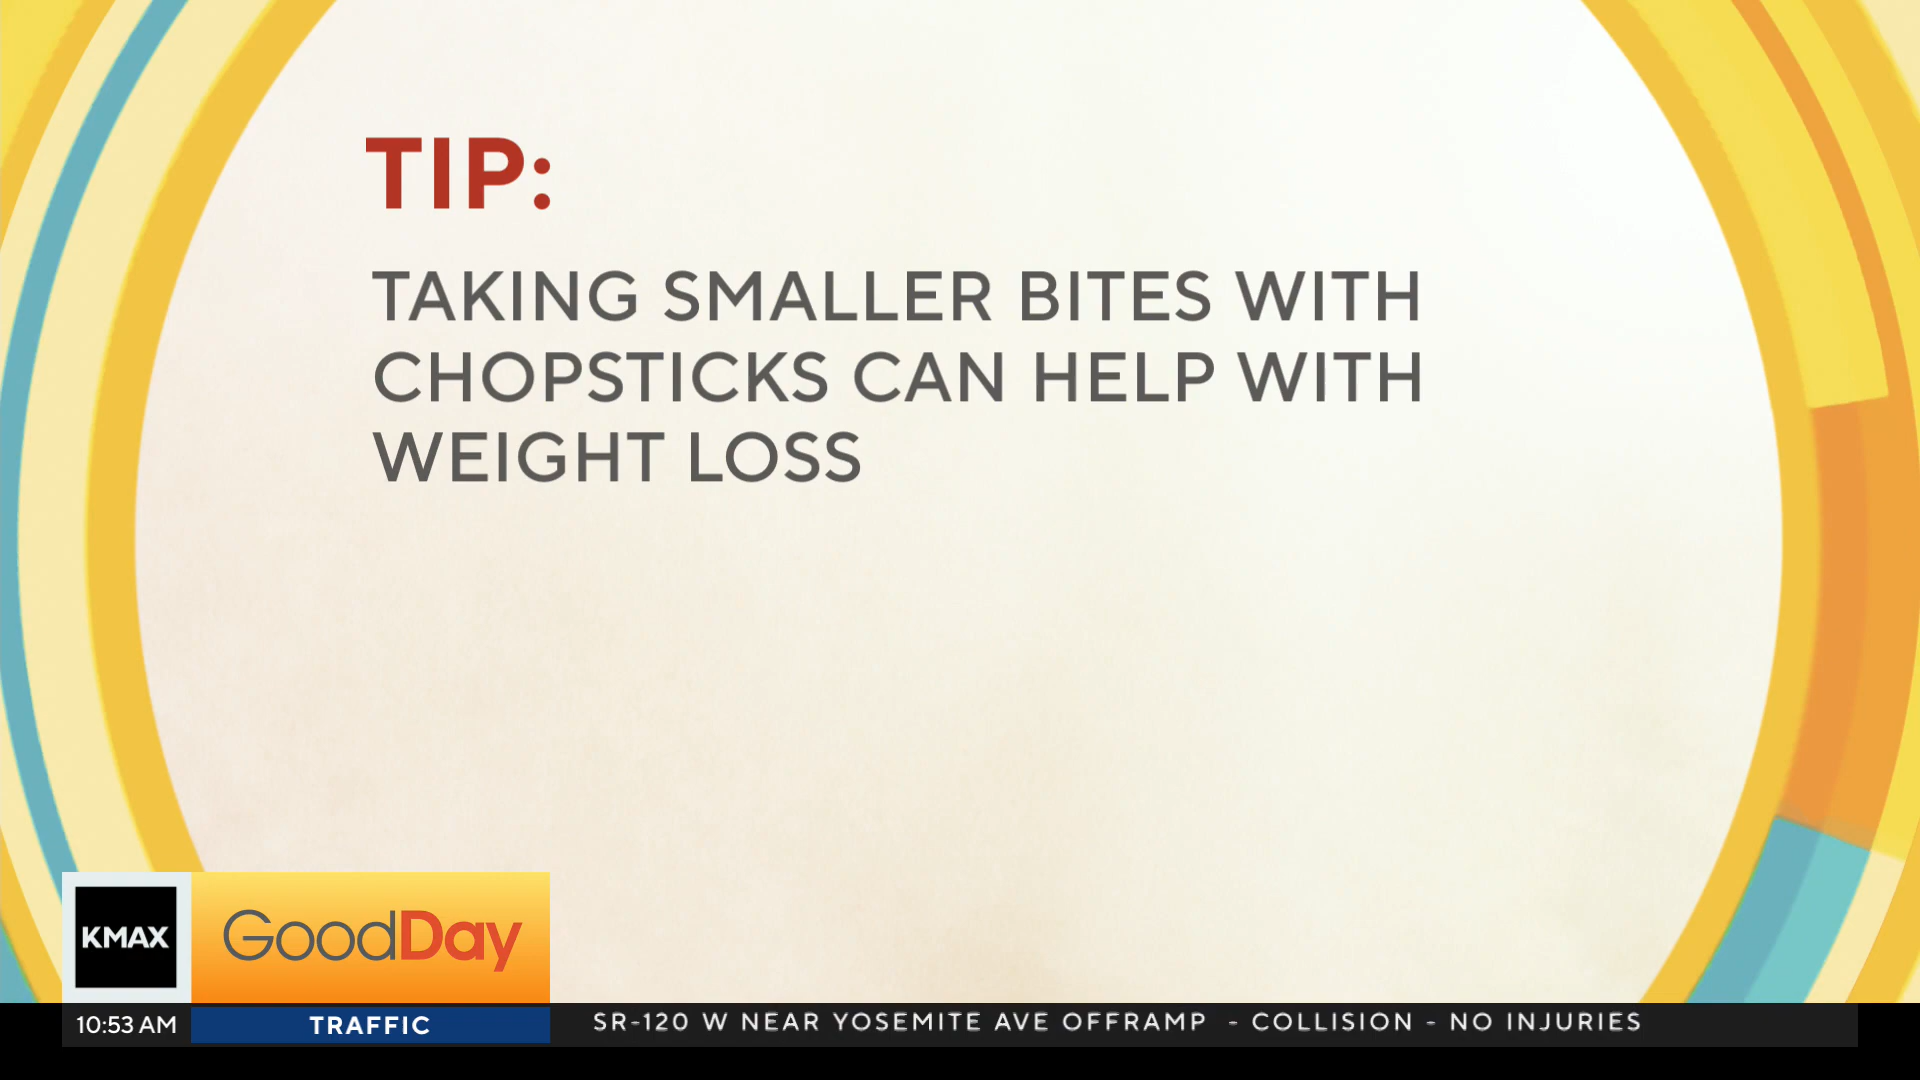 TIP:
TAKING SMALLER BITES WITH
CHOPSTICKS CAN HELP WITH
WEIGHT LOSS
KMAX
GoodDay
10:53 AM
TRAFFIC
SR-120 W NEAR YOSEMITE AVE OFFRAMP - COLLISION - NO INJURIES